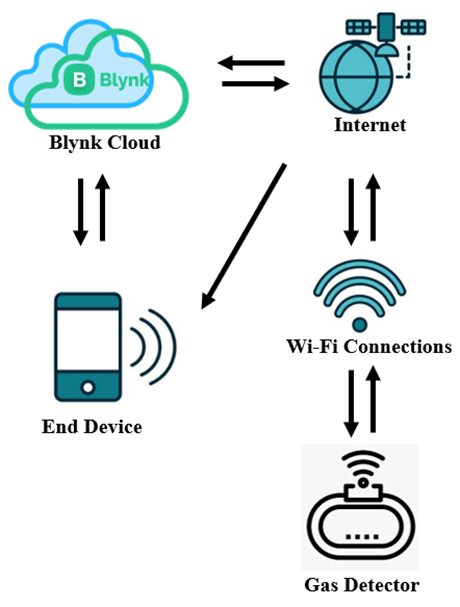 B Blynk
Internet
Blynk Cloud
Wi-Fi Connections
End Device
Gas Detector